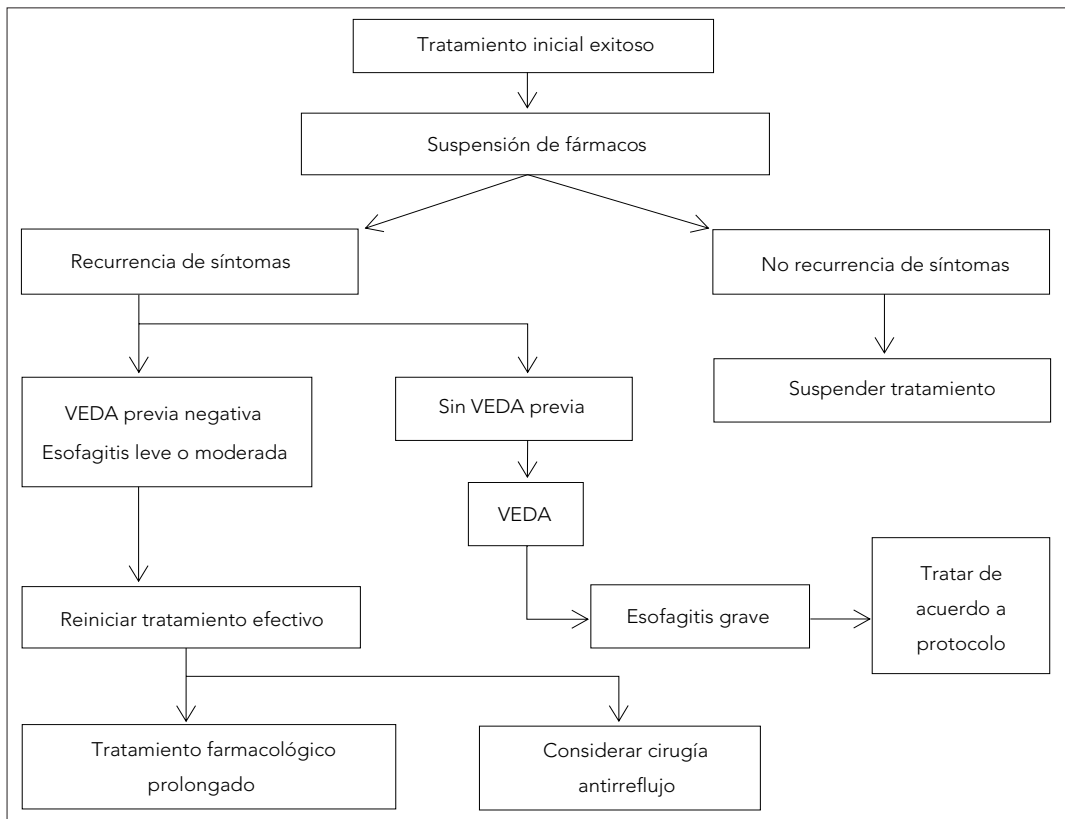 Tratamiento inicial exitoso
Suspensión de fármacos
Recurrencia de síntomas
No recurrencia de síntomas
VEDA previa negativa
Esofagitis leve o moderada
Sin VEDA previa
Suspender tratamiento
VEDA
Reiniciar tratamiento efectivo
Esofagitis grave
Tratar de
acuerdo a
protocolo
Tratamiento farmacológico
prolongado
Considerar cirugía
antirreflujo